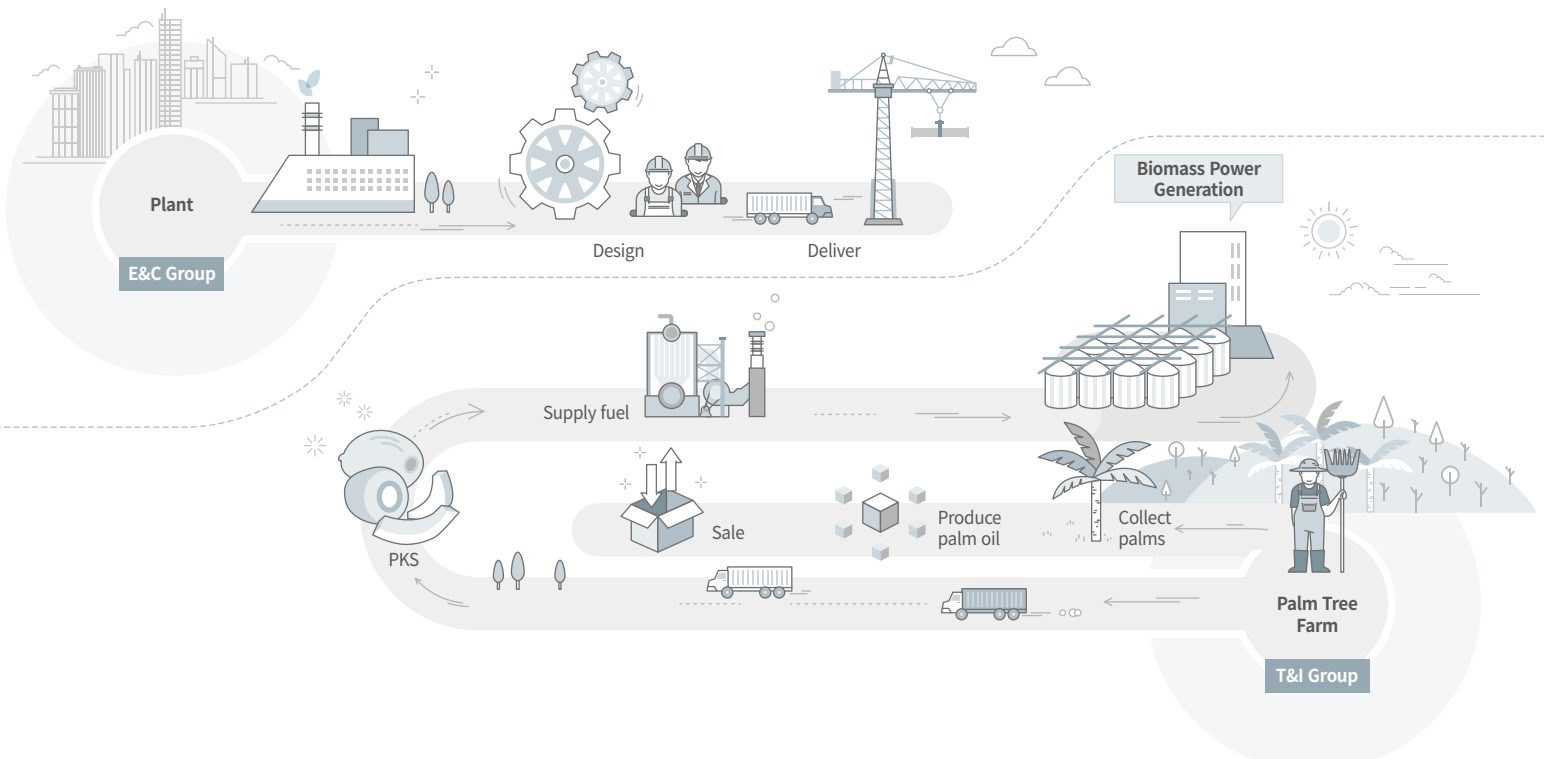 Plant
E&C Group
Design
Deliver
Biomass Power
Generation
Supply fuel
PKS
Sale
Produce
palm oil
Collect
palms
Palm Tree
Farm
T&I Group